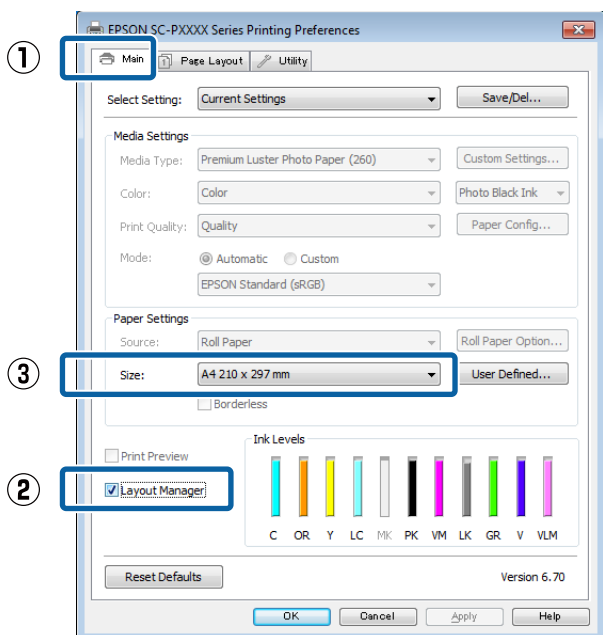 EPSON SC-PXXXX Series Printing Preferences
① Main Page Layout Utility
Select Setting: Current Settings Save/Del...
Media Settings
Media Type: Premium Luster Photo Paper (260) Custom Settings...
Color: Color Photo Black Ink
Print Quality: Quality Paper Config...
Mode: Automatic Custom
EPSON Standard (sRGB)
Paper Settings
Source: Roll Paper Roll Paper Option...
③ Size: A4 210 x 297 mm User Defined...
Borderless
Ink Levels
Print Preview
② Layout Manager
C OR Y LC MK PK VM LK GR V VLM
Reset Defaults Version 6.70
OK Cancel Apply Help